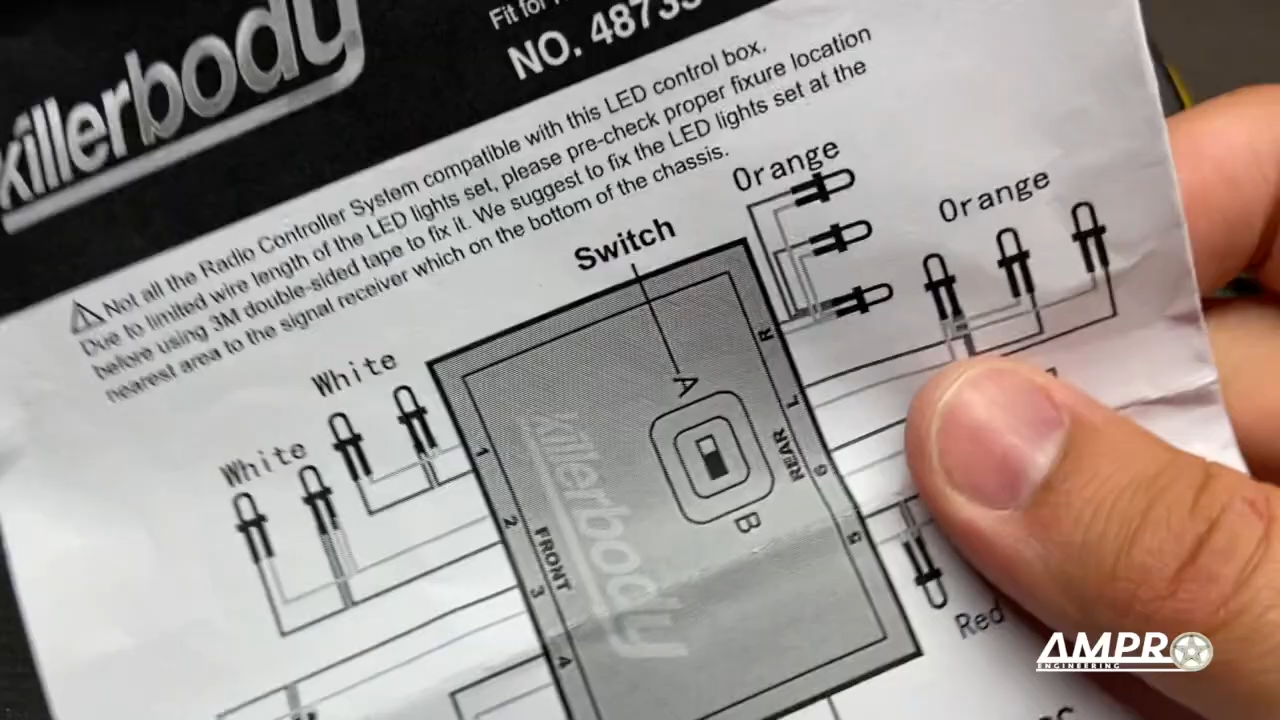 Killerbody
Fit for
NO. 4873
Not all the Radio Controller System compatible with this LED control box.
Due to limited wire length of the LED lights set, please pre-check proper fixure location
before using 3M double-sided tape to fix it. We suggest to fix the LED lights set at the
nearest area to the signal receiver which on the bottom of the chassis.
Orange
Orange
Switch
White
White
R
L
A
B
REAR
6
5
1
2
FRONT
3
4
killerbody
Red
AMPRO
ENGINEERING